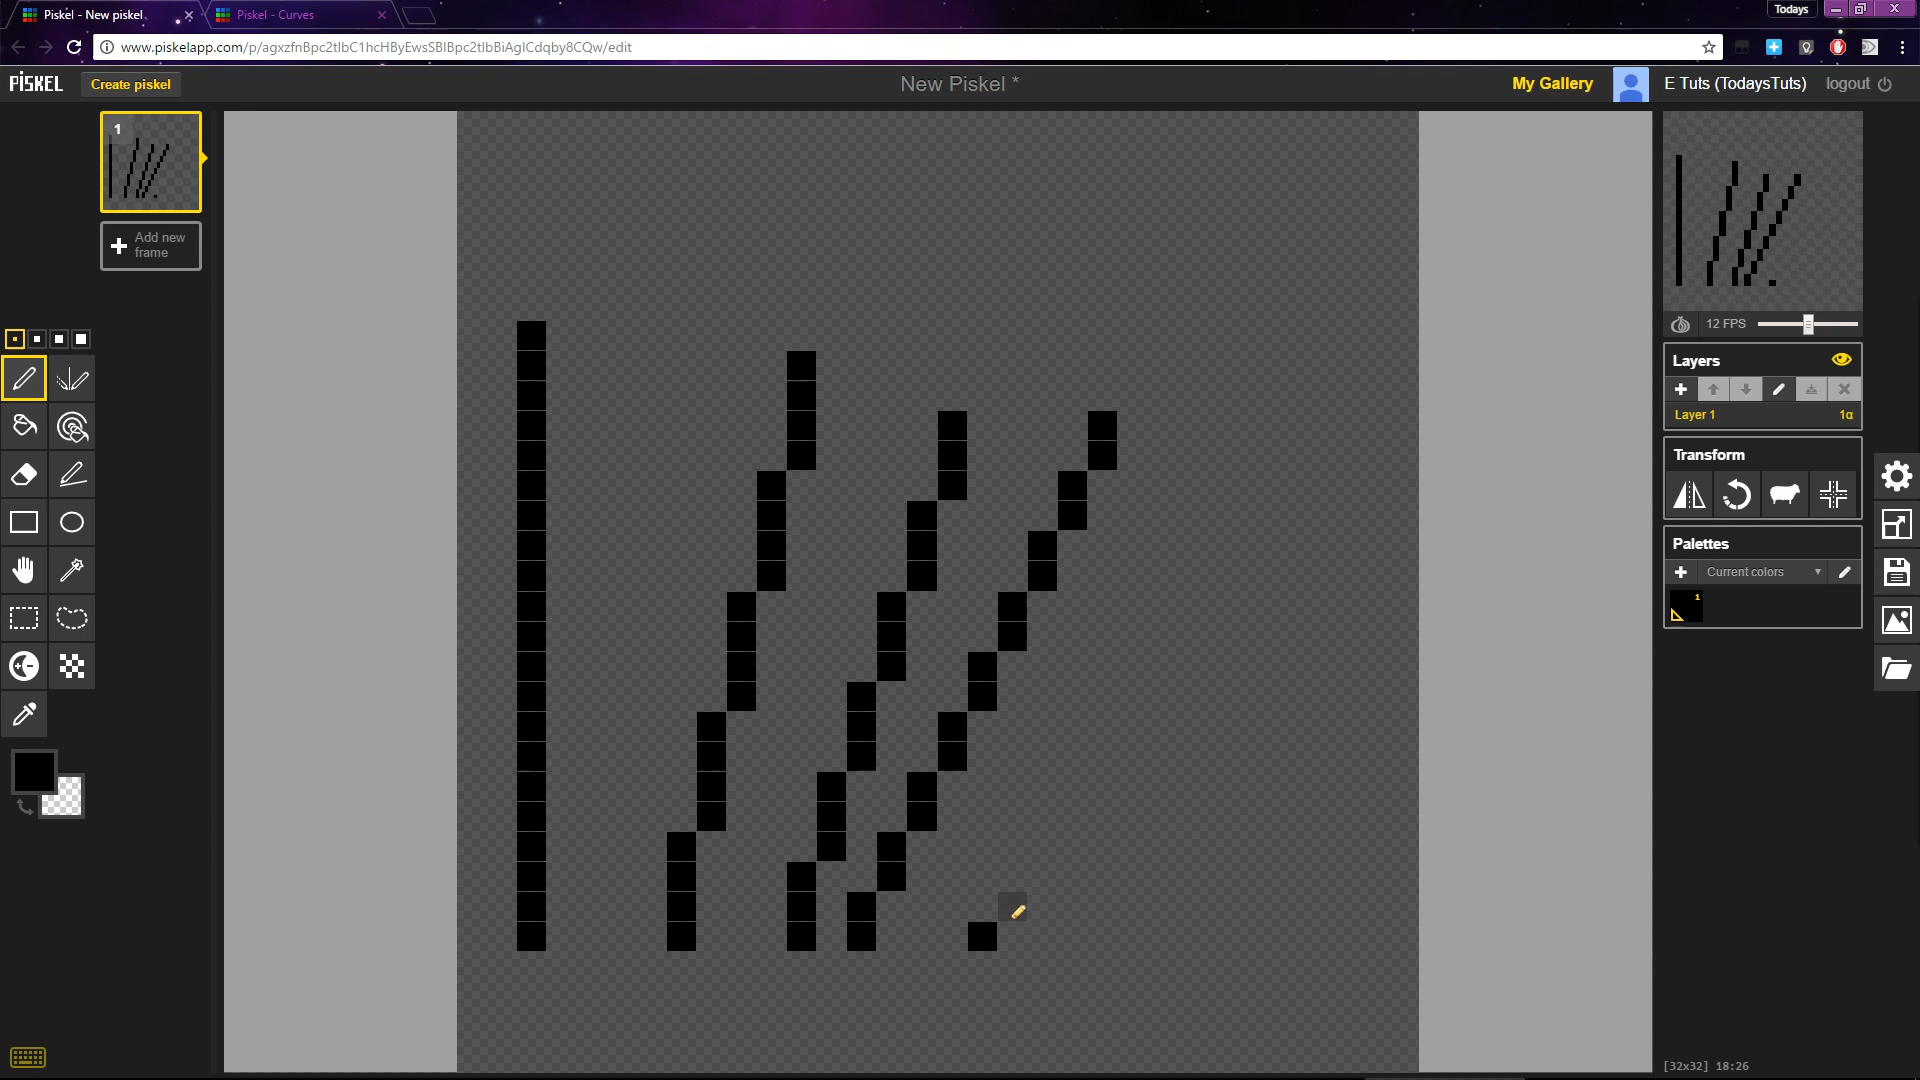 Piskel - New piskel
Piskel - Curves
Todays
www.piskelapp.com/p/agxzfnBpc2tlbC1hcHByEwsSBlBpc2tlbBiAgICdqby8CQw/edit
PiSKEL
Create piskel
New Piskel *
My Gallery
E Tuts (TodaysTuts)
logout
1
Add new
frame
12 FPS
Layers
Layer 1
1α
Transform
Palettes
Current colors
1
[32x32] 18:26